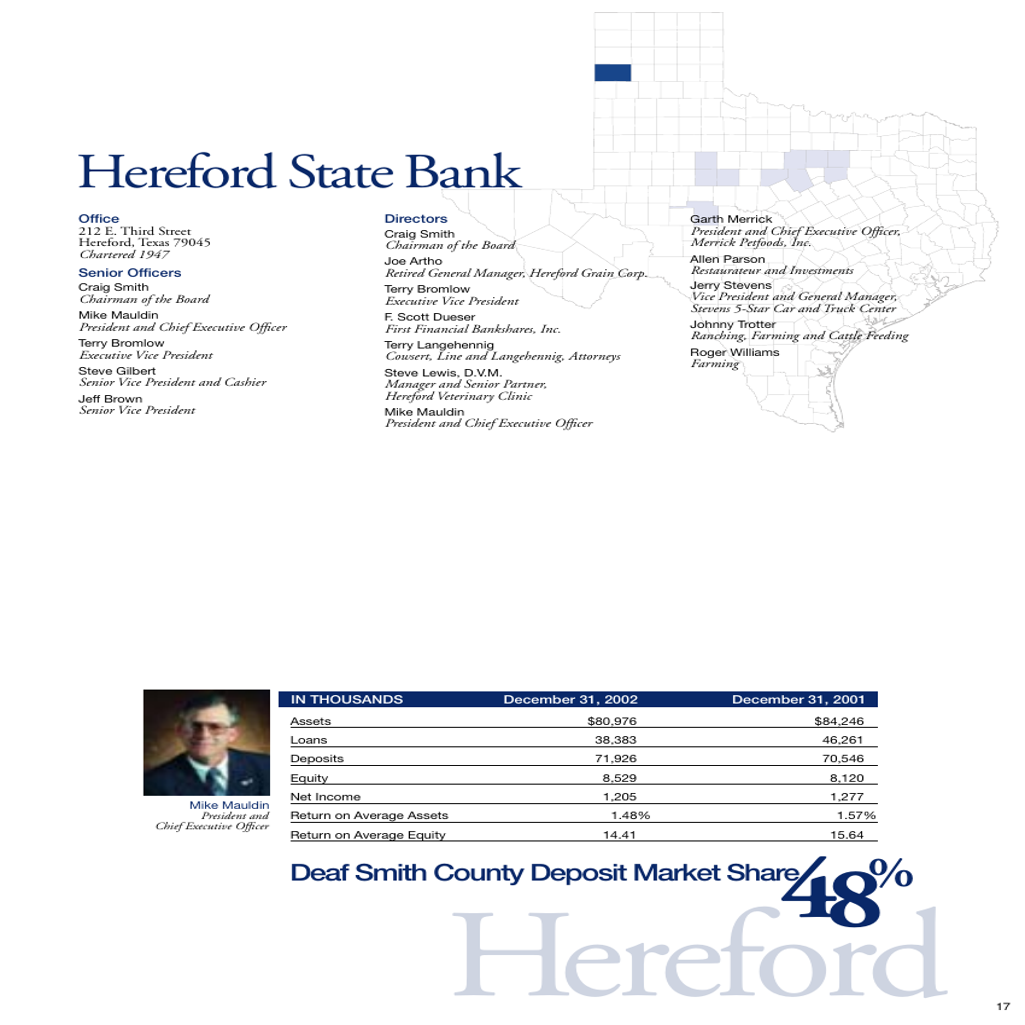 Hereford State Bank
Office
212 E. Third Street
Hereford, Texas 79045
Chartered 1947
Senior Officers
Craig Smith
Chairman of the Board
Mike Mauldin
President and Chief Executive Officer
Terry Bromlow
Executive Vice President
Steve Gilbert
Senior Vice President and Cashier
Jeff Brown
Senior Vice President
Directors
Craig Smith
Chairman of the Board
Joe Artho
Retired General Manager, Hereford Grain Corp.
Terry Bromlow
Executive Vice President
F. Scott Dueser
First Financial Bankshares, Inc.
Terry Langehennig
Cowsert, Line and Langehennig, Attorneys
Steve Lewis, D.V.M.
Manager and Senior Partner,
Hereford Veterinary Clinic
Mike Mauldin
President and Chief Executive Officer
Garth Merrick
President and Chief Executive Officer,
Merrick Petfoods, Inc.
Allen Parson
Restaurateur and Investments
Jerry Stevens
Vice President and General Manager,
Stevens 5-Star Car and Truck Center
Johnny Trotter
Ranching, Farming and Cattle Feeding
Roger Williams
Farming
Mike Mauldin
President and
Chief Executive Officer
IN THOUSANDS December 31, 2002 December 31, 2001
Assets $80,976 $84,246
Loans 38,383 46,261
Deposits 71,926 70,546
Equity 8,529 8,120
Net Income 1,205 1,277
Return on Average Assets 1.48% 1.57%
Return on Average Equity 14.41 15.64
Deaf Smith County Deposit Market Share 48%
Hereford
17